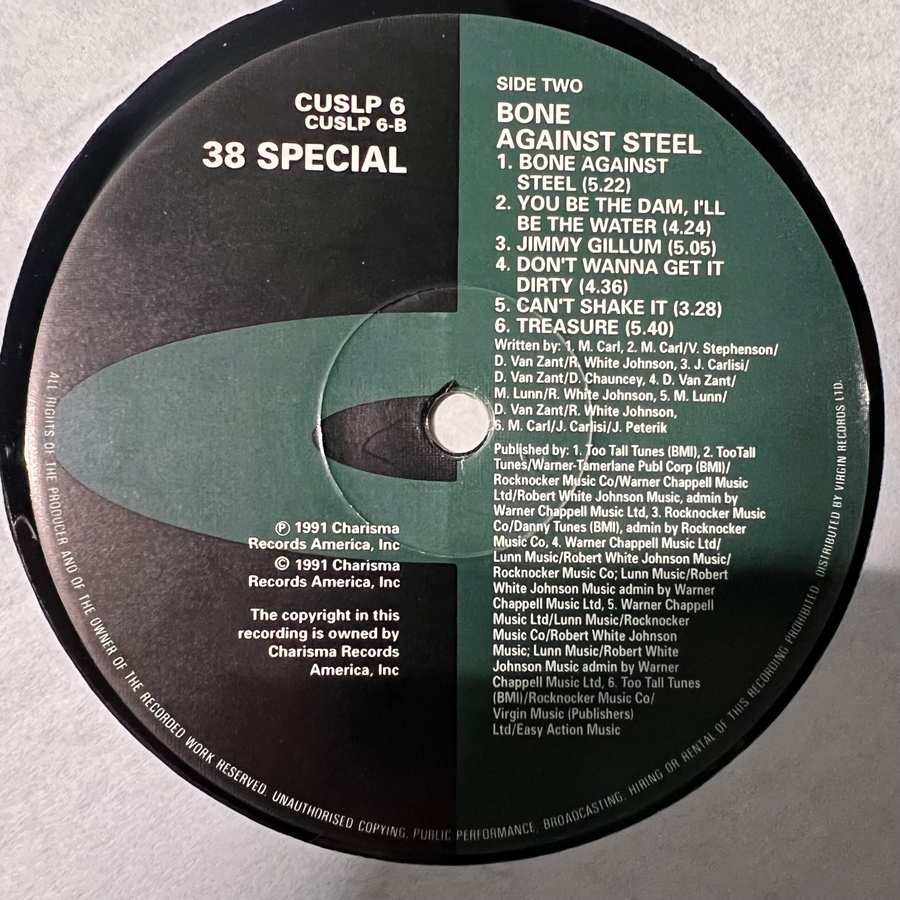 CUSLP 6
CUSLP 6-B
38 SPECIAL
℗ 1991 Charisma
Records America, Inc
© 1991 Charisma
Records America, Inc
The copyright in this
recording is owned by
Charisma Records
America, Inc
SIDE TWO
BONE
AGAINST STEEL
1. BONE AGAINST
STEEL (5.22)
2. YOU BE THE DAM, I'LL
BE THE WATER (4.24)
3. JIMMY GILLUM (5.05)
4. DON'T WANNA GET IT
DIRTY (4.36)
5. CAN'T SHAKE IT (3.28)
6. TREASURE (5.40)
Written by: 1, M. Carl, 2. M. Carl/V. Stephenson/
D. Van Zant/R. White Johnson, 3. J. Carlisi/
D. Van Zant/D. Chauncey, 4. D. Van Zant/
M. Lunn/R. White Johnson, 5. M. Lunn/
D. Van Zant/R. White Johnson,
6. M. Carl/J. Carlisi/J. Peterik
Published by: 1. Too Tall Tunes (BMI), 2. TooTall
Tunes/Warner-Tamerlane Publ Corp (BMI)/
Rocknocker Music Co/Warner Chappell Music
Ltd/Robert White Johnson Music, admin by
Warner Chappell Music Ltd, 3. Rocknocker Music
Co/Danny Tunes (BMI), admin by Rocknocker
Music Co, 4. Warner Chappell Music Ltd/
Lunn Music/Robert White Johnson Music/
Rocknocker Music Co; Lunn Music/Robert
White Johnson Music admin by Warner
Chappell Music Ltd, 5. Warner Chappell
Music Ltd/Lunn Music/Rocknocker
Music Co/Robert White Johnson
Music; Lunn Music/Robert White
Johnson Music admin by Warner
Chappell Music Ltd, 6. Too Tall Tunes
(BMI)/Rocknocker Music Co/
Virgin Music (Publishers)
Ltd/Easy Action Music
ALL RIGHTS OF THE PRODUCER AND OF THE OWNER OF THE RECORDED WORK RESERVED. UNAUTHORISED COPYING, PUBLIC PERFORMANCE, BROADCASTING, HIRING OR RENTAL OF THIS RECORDING PROHIBITED. DISTRIBUTED BY VIRGIN RECORDS LTD.